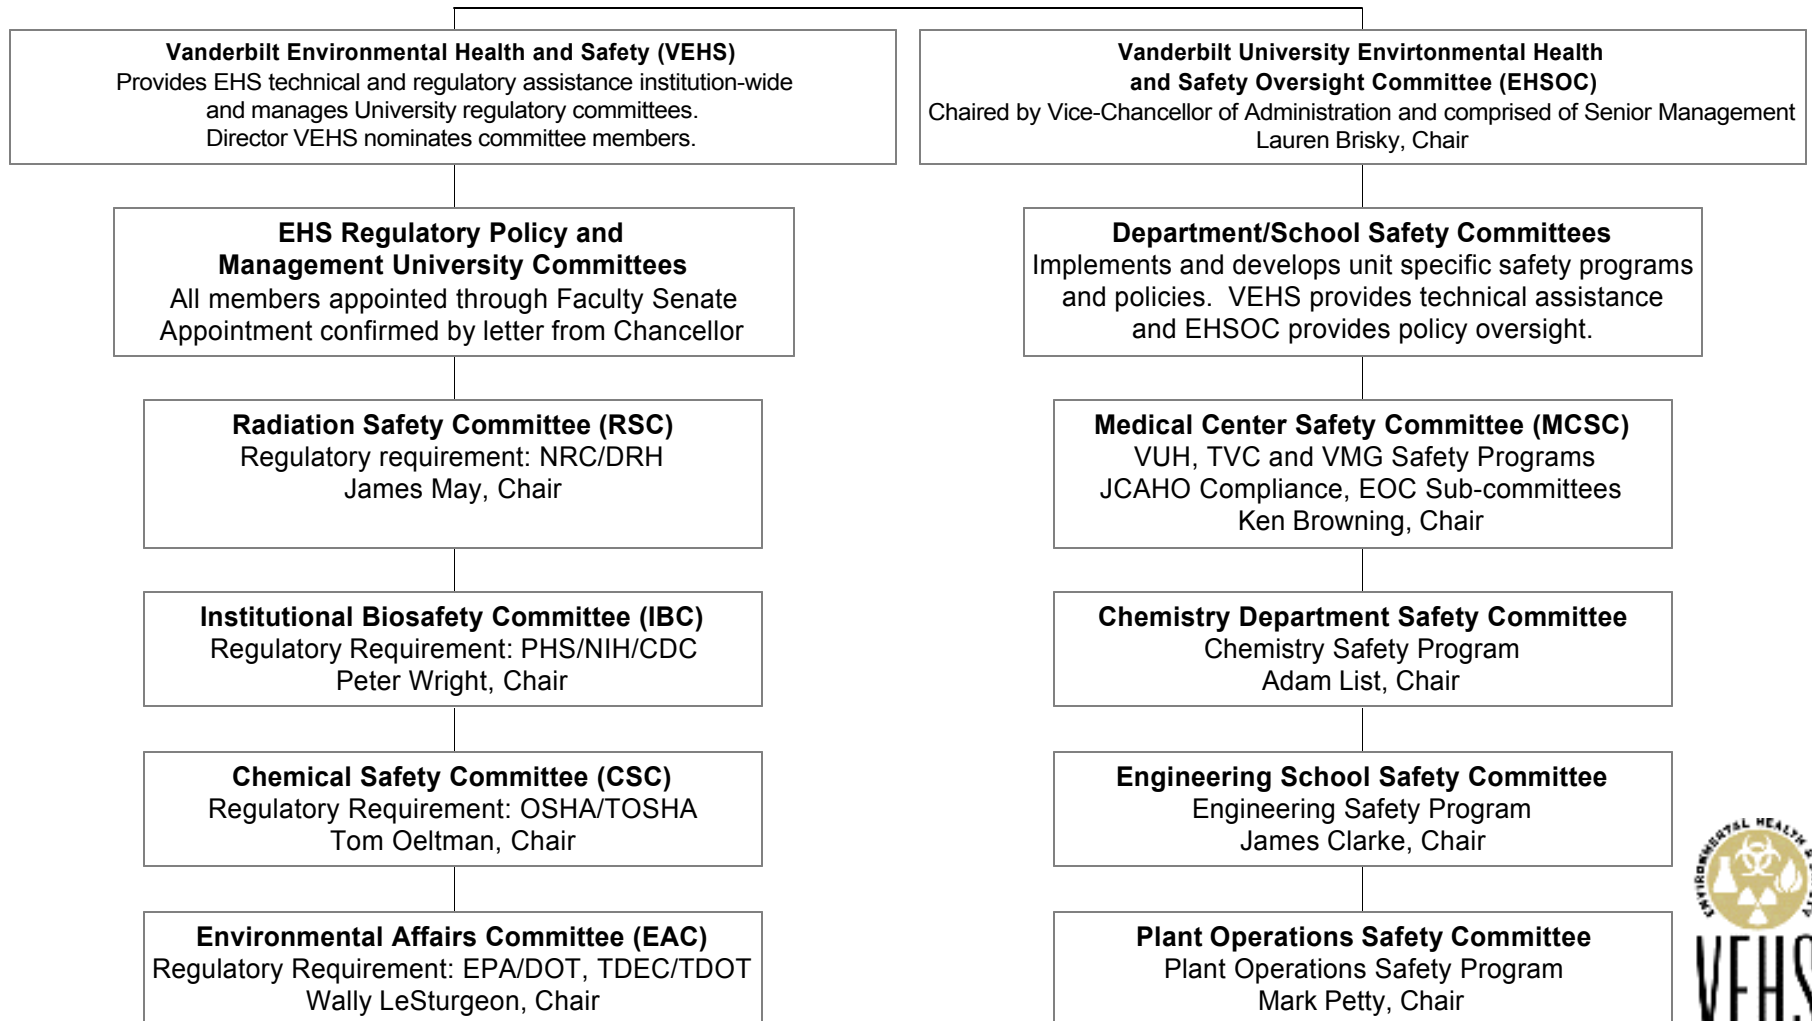 Vanderbilt Environmental Health and Safety (VEHS)
Provides EHS technical and regulatory assistance institution-wide
and manages University regulatory committees.
Director VEHS nominates committee members.
Vanderbilt University Envirtonmental Health
and Safety Oversight Committee (EHSOC)
Chaired by Vice-Chancellor of Administration and comprised of Senior Management
Lauren Brisky, Chair
EHS Regulatory Policy and
Management University Committees
All members appointed through Faculty Senate
Appointment confirmed by letter from Chancellor
Department/School Safety Committees
Implements and develops unit specific safety programs
and policies.  VEHS provides technical assistance
and EHSOC provides policy oversight.
Radiation Safety Committee (RSC)
Regulatory requirement: NRC/DRH
James May, Chair
Medical Center Safety Committee (MCSC)
VUH, TVC and VMG Safety Programs
JCAHO Compliance, EOC Sub-committees
Ken Browning, Chair
Institutional Biosafety Committee (IBC)
Regulatory Requirement: PHS/NIH/CDC
Peter Wright, Chair
Chemistry Department Safety Committee
Chemistry Safety Program
Adam List, Chair
Chemical Safety Committee (CSC)
Regulatory Requirement: OSHA/TOSHA
Tom Oeltman, Chair
Engineering School Safety Committee
Engineering Safety Program
James Clarke, Chair
Environmental Affairs Committee (EAC)
Regulatory Requirement: EPA/DOT, TDEC/TDOT
Wally LeSturgeon, Chair
Plant Operations Safety Committee
Plant Operations Safety Program
Mark Petty, Chair
ENVIRONMENTAL HEALTH &
VEHS